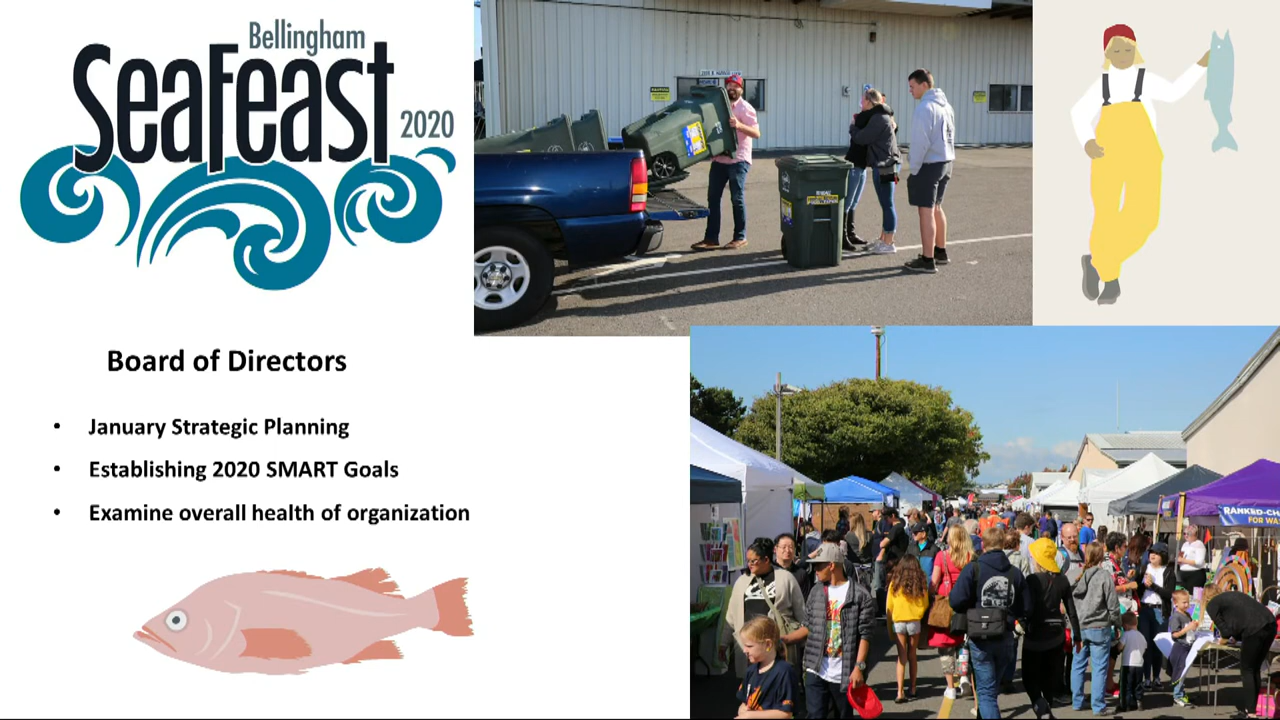 Bellingham
SeaFeast
2020
Board of Directors
• January Strategic Planning
• Establishing 2020 SMART Goals
• Examine overall health of organization
RANKED-CH
FOR WA